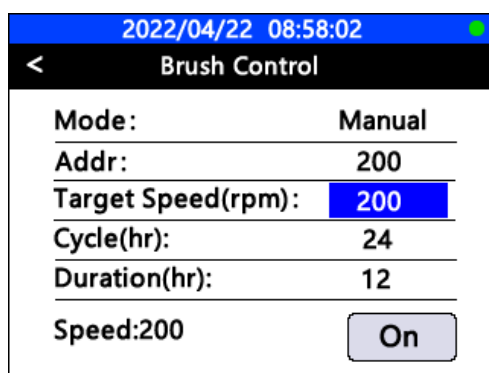 2022/04/22 08:58:02
< Brush Control
Mode: Manual
Addr: 200
Target Speed(rpm): 200
Cycle(hr): 24
Duration(hr): 12
Speed:200 On